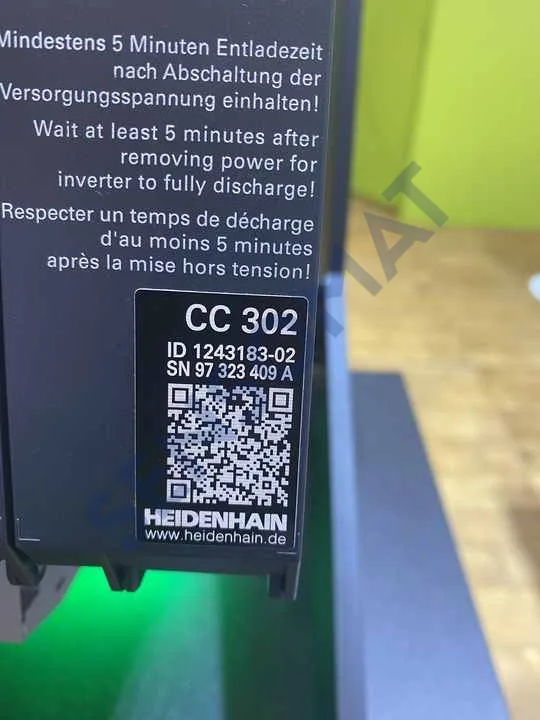 Mindestens 5 Minuten Entladezeit
nach Abschaltung der
Versorgungsspannung einhalten!
Wait at least 5 minutes after
removing power for
inverter to fully discharge!
Respecter un temps de décharge
d'au moins 5 minutes
après la mise hors tension!
CC 302
ID 1243183-02
SN 97 323 409 A
HEIDENHAIN
www.heidenhain.de